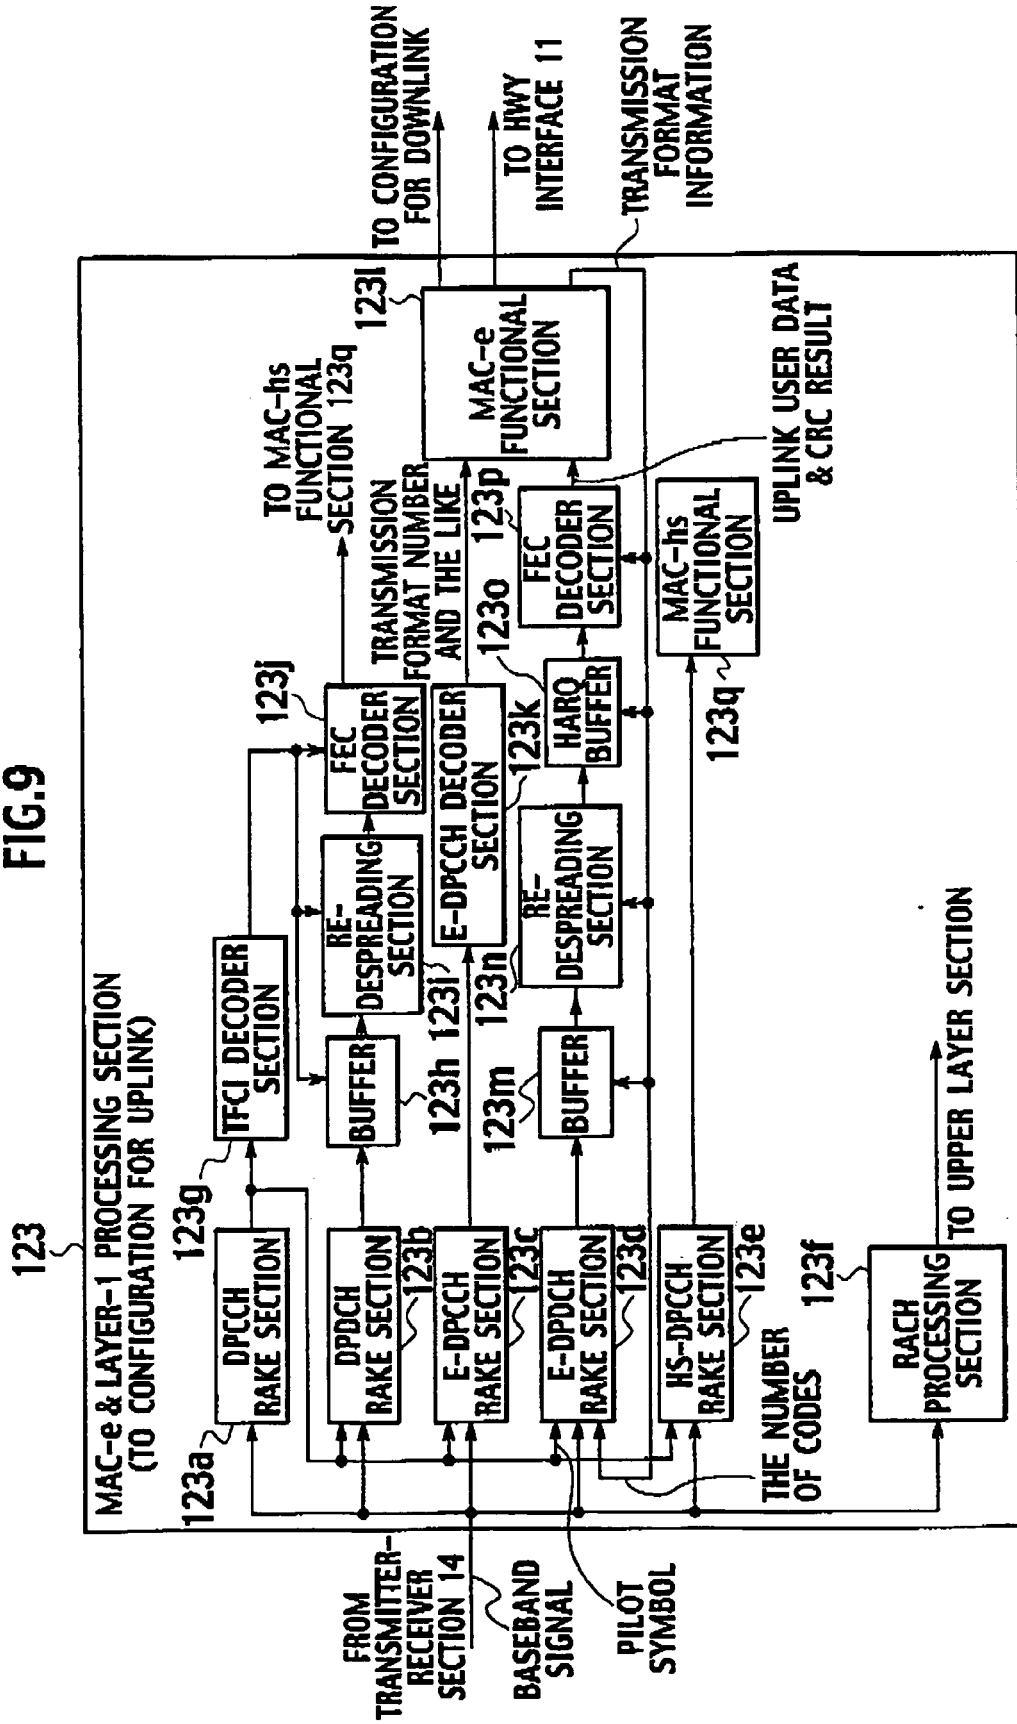 FIG.9
123
MAC-e & LAYER-1 PROCESSING SECTION
(TO CONFIGURATION FOR UPLINK)
123a
DPCCH
RAKE SECTION
123g
TFCI DECODER
SECTION
DPDCH
RAKE SECTION
123b
BUFFER
123h
RE-
DESPREADING
SECTION
123i
FEC
DECODER
SECTION
123j
TO MAC-hs
FUNCTIONAL
SECTION 123q
E-DPCCH
RAKE SECTION
123c
E-DPCCH DECODER
SECTION
123k
TRANSMISSION
FORMAT NUMBER
AND THE LIKE
MAC-e
FUNCTIONAL
SECTION
123l
TO CONFIGURATION
FOR DOWNLINK
TO HWY
INTERFACE 11
TRANSMISSION
FORMAT
INFORMATION
E-DPDCH
RAKE SECTION
123d
BUFFER
123m
RE-
DESPREADING
SECTION
123n
HARQ
BUFFER
123o
FEC
DECODER
SECTION
123p
UPLINK USER DATA
& CRC RESULT
HS-DPCCH
RAKE SECTION
123e
MAC-hs
FUNCTIONAL
SECTION
123q
THE NUMBER
OF CODES
RACH
PROCESSING
SECTION
123f
TO UPPER LAYER SECTION
FROM
TRANSMITTER-
RECEIVER
SECTION 14
BASEBAND
SIGNAL
PILOT
SYMBOL